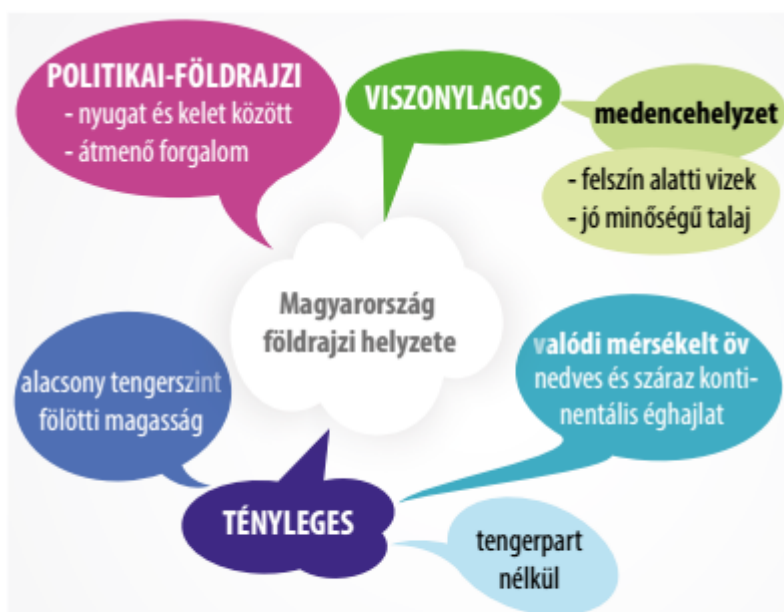 POLITIKAI-FÖLDRAJZI
- nyugat és kelet között
- átmenő forgalom
VISZONYLAGOS
medencehelyzet
- felszín alatti vizek
- jó minőségű talaj
Magyarország
földrajzi helyzete
alacsony tengerszint
fölötti magasság
valódi mérsékelt öv
nedves és száraz konti-
nentális éghajlat
TÉNYLEGES
tengerpart
nélkül